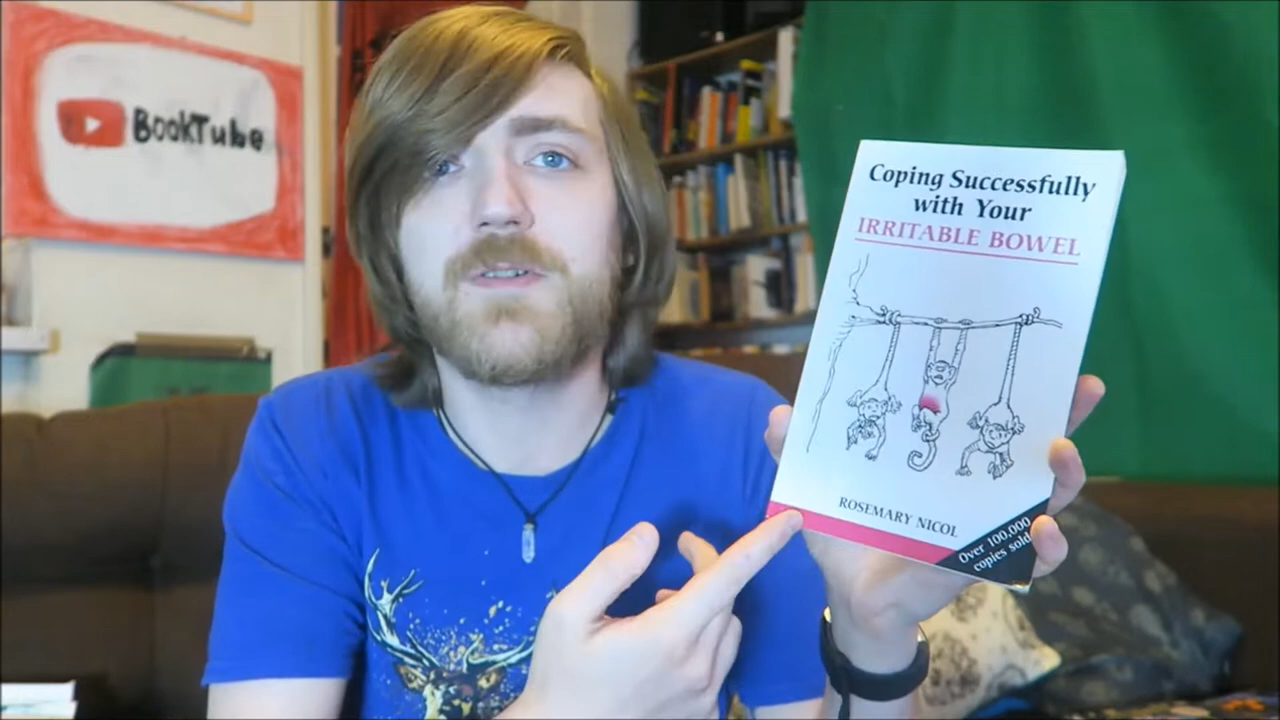 BookTube
Coping Successfully
with Your
IRRITABLE BOWEL
ROSEMARY NICOL
Over 100,000
copies sold